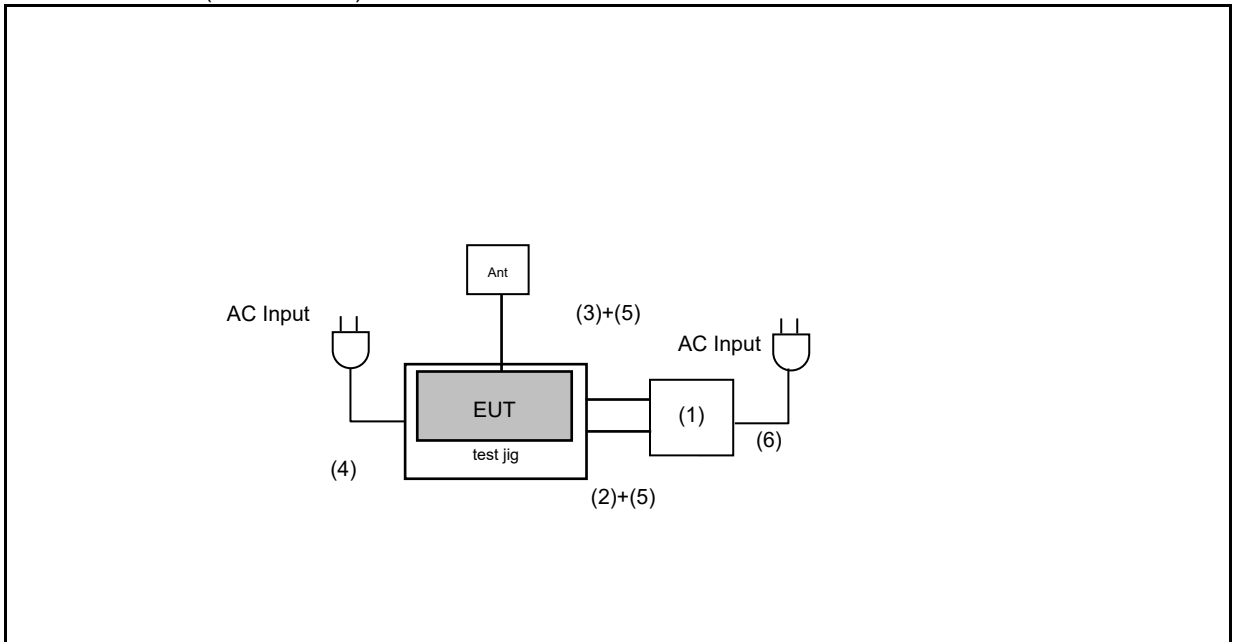 Ant
AC Input
(3)+(5)
AC Input
EUT
(1)
(6)
test jig
(4)
(2)+(5)